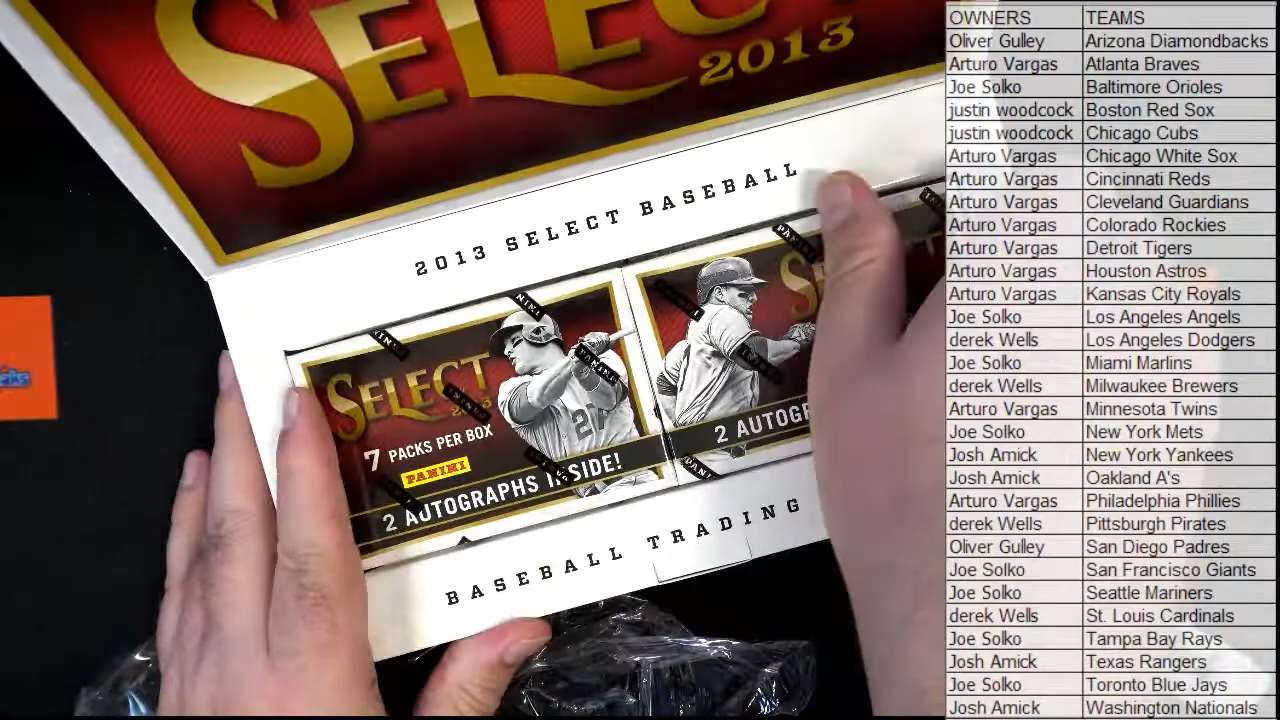 SELECT
2013
2013 SELECT BASEBALL
SELECT
2013
7 PACKS PER BOX
PANINI
2 AUTOGRAPHS INSIDE!
2 AUTOGR
BASEBALL TRADING
OWNERS TEAMS
Oliver Gulley Arizona Diamondbacks
Arturo Vargas Atlanta Braves
Joe Solko Baltimore Orioles
justin woodcock Boston Red Sox
justin woodcock Chicago Cubs
Arturo Vargas Chicago White Sox
Arturo Vargas Cincinnati Reds
Arturo Vargas Cleveland Guardians
Arturo Vargas Colorado Rockies
Arturo Vargas Detroit Tigers
Arturo Vargas Houston Astros
Arturo Vargas Kansas City Royals
Joe Solko Los Angeles Angels
derek Wells Los Angeles Dodgers
Joe Solko Miami Marlins
derek Wells Milwaukee Brewers
Arturo Vargas Minnesota Twins
Joe Solko New York Mets
Josh Amick New York Yankees
Josh Amick Oakland A's
Arturo Vargas Philadelphia Phillies
derek Wells Pittsburgh Pirates
Oliver Gulley San Diego Padres
Joe Solko San Francisco Giants
Joe Solko Seattle Mariners
derek Wells St. Louis Cardinals
Joe Solko Tampa Bay Rays
Josh Amick Texas Rangers
Joe Solko Toronto Blue Jays
Josh Amick Washington Nationals